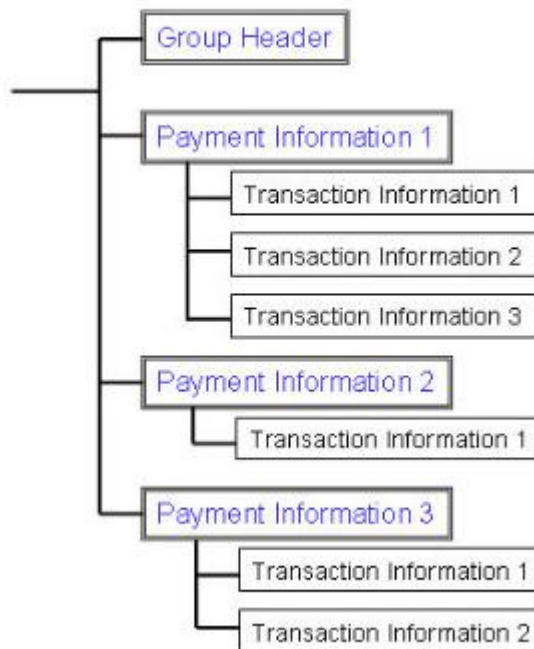 Group Header
Payment Information 1
Transaction Information 1
Transaction Information 2
Transaction Information 3
Payment Information 2
Transaction Information 1
Payment Information 3
Transaction Information 1
Transaction Information 2